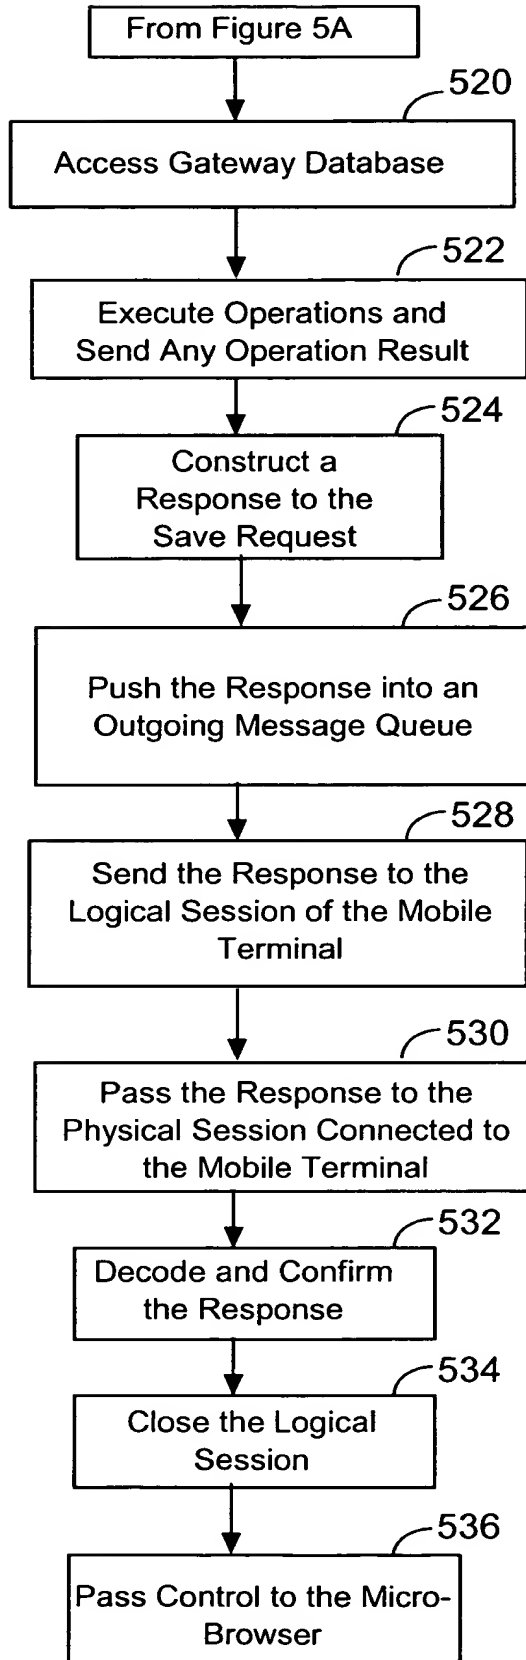 From Figure 5A
520
Access Gateway Database
522
Execute Operations and
Send Any Operation Result
524
Construct a
Response to the
Save Request
526
Push the Response into an
Outgoing Message Queue
528
Send the Response to the
Logical Session of the Mobile
Terminal
530
Pass the Response to the
Physical Session Connected to
the Mobile Terminal
532
Decode and Confirm
the Response
534
Close the Logical
Session
536
Pass Control to the Micro-
Browser